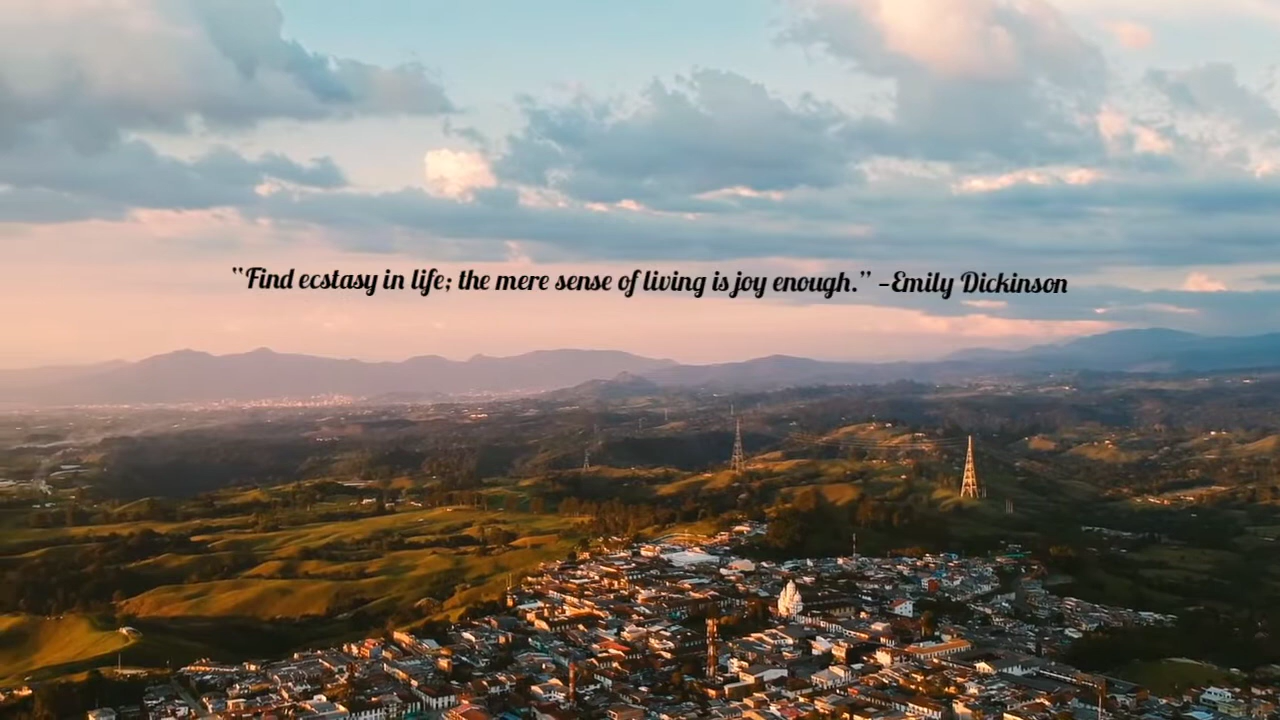 “Find ecstasy in life; the mere sense of living is joy enough.” –Emily Dickinson